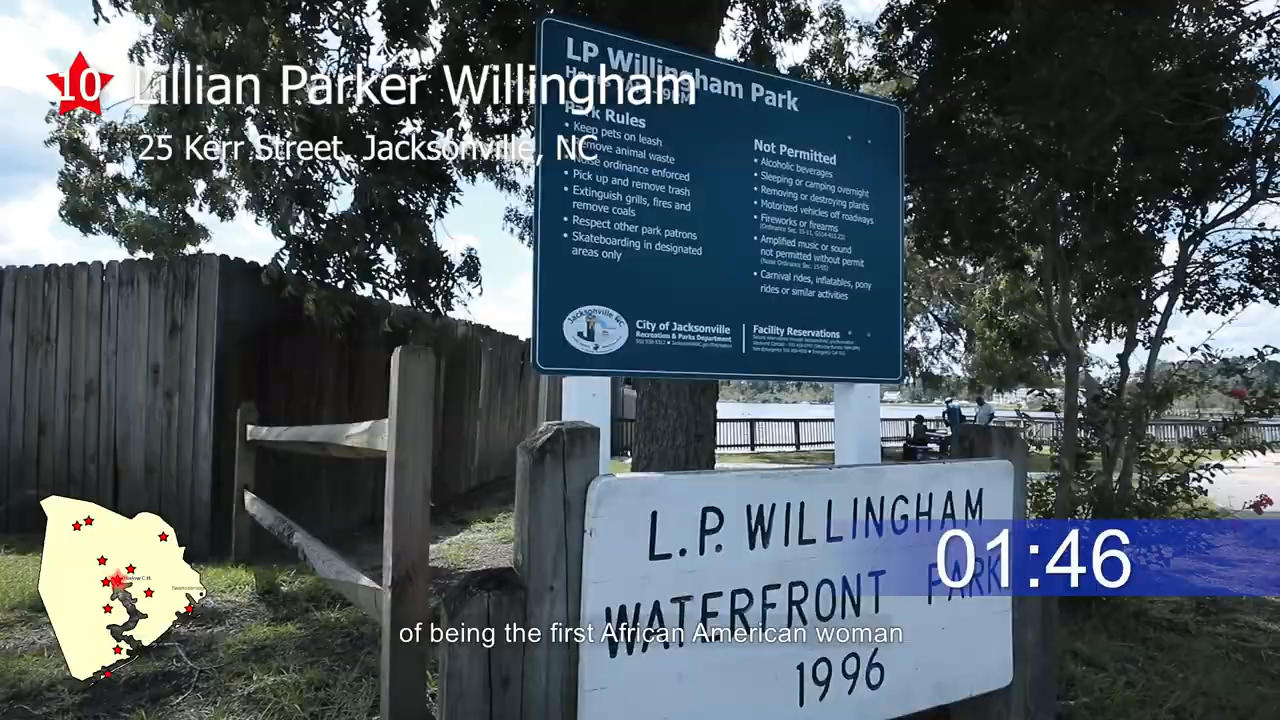 10 Lillian Parker Willingham
25 Kerr Street, Jacksonville, NC
LP Willingham Park
Park Rules
• Keep pets on leash
Remove animal waste
Noise ordinance enforced
• Pick up and remove trash
• Extinguish grills, fires and
remove coals
• Respect other park patrons
• Skateboarding in designated
areas only
Not Permitted
• Alcoholic beverages
• Sleeping or camping overnight
• Removing or destroying plants
• Motorized vehicles off roadways
• Fireworks or firearms
• Amplified music or sound
not permitted without permit
• Carnival rides, inflatables, pony
rides or similar activities
Jacksonville NC
City of Jacksonville
Recreation & Parks Department
Facility Reservations
L.P. WILLINGHAM
WATERFRONT PARK
1996
01:46
of being the first African American woman